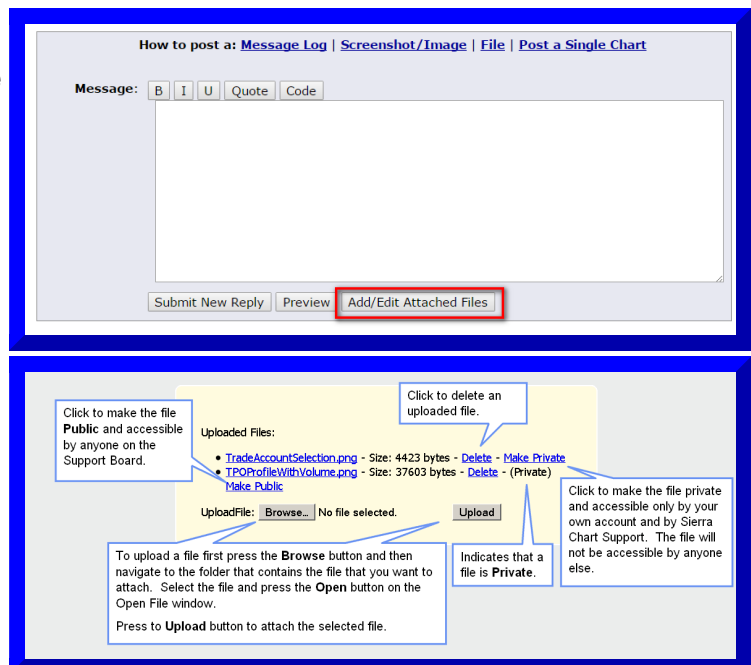 How to post a: Message Log | Screenshot/Image | File | Post a Single Chart
Message:
B I U Quote Code
Submit New Reply Preview Add/Edit Attached Files
Click to delete an
uploaded file.
Click to make the file
Public and accessible
by anyone on the
Support Board.
Uploaded Files:
• TradeAccountSelection.png - Size: 4423 bytes - Delete - Make Private
• TPOProfileWithVolume.png - Size: 37603 bytes - Delete - (Private)
Make Public
UploadFile: Browse... No file selected. Upload
Click to make the file private
and accessible only by your
own account and by Sierra
Chart Support. The file will
not be accessible by anyone
else.
To upload a file first press the Browse button and then
navigate to the folder that contains the file that you want to
attach. Select the file and press the Open button on the
Open File window.
Press to Upload button to attach the selected file.
Indicates that a
file is Private.